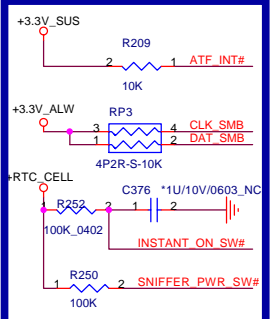 +3.3V_SUS
R209
2 1 ATF_INT#
10K
+3.3V_ALW
RP3
3 4 CLK_SMB
1 2 DAT_SMB
4P2R-S-10K
+RTC_CELL
C376 *1U/10V/0603_NC
1 R252 2 1 2
100K_0402
INSTANT_ON_SW#
R250
1 2 SNIFFER_PWR_SW#
100K